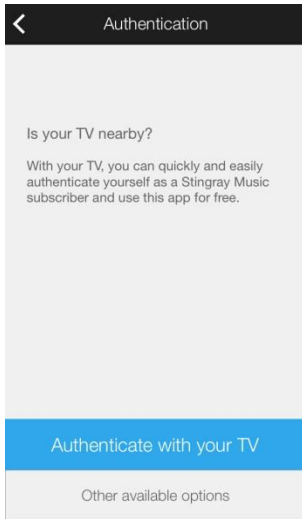 Authentication
Is your TV nearby?
With your TV, you can quickly and easily
authenticate yourself as a Stingray Music
subscriber and use this app for free.
Authenticate with your TV
Other available options